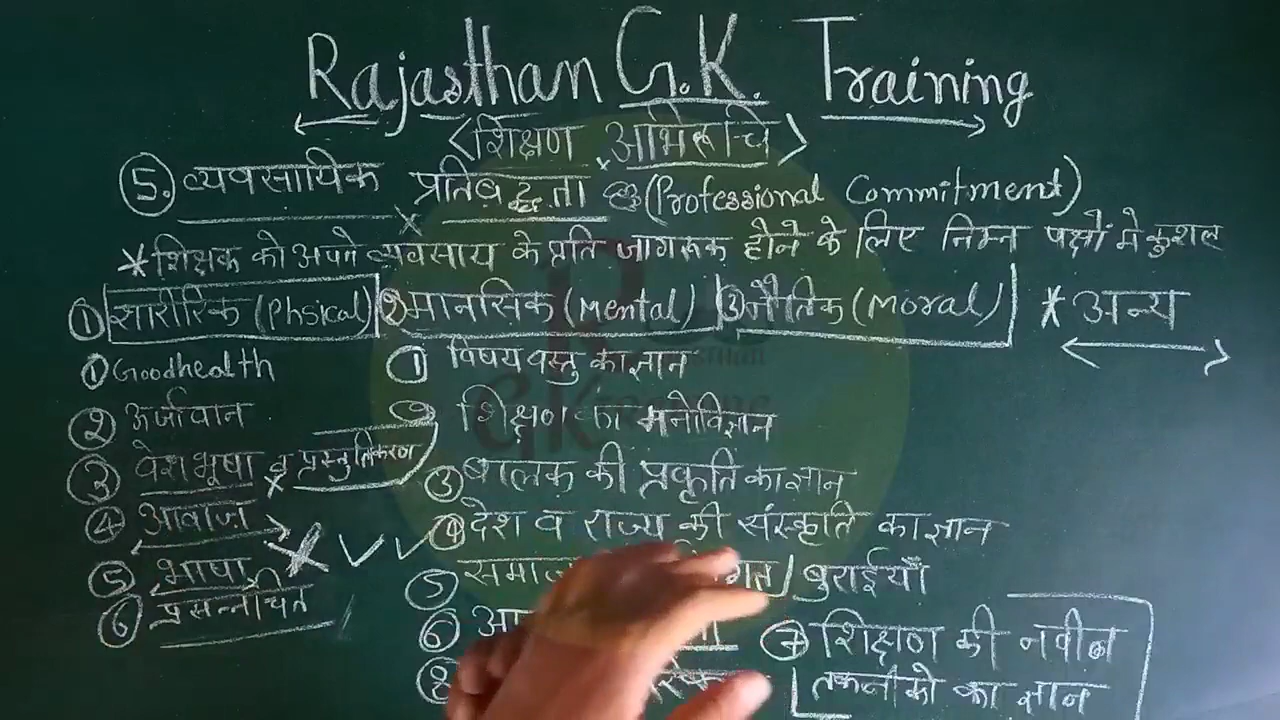 Rajasthan G.K. Training
<शिक्षण अभिरूचि>
5. व्यवसायिक प्रतिबद्धता (Professional Commitment)
* शिक्षक को अपने व्यवसाय के प्रति जागरूक होने के लिए निम्न पक्षों मे कुशल
① शारीरिक (Phsical) ② मानसिक (Mental) ③ नैतिक (Moral) * अन्य
① Goodhealth ① विषयवस्तु का ज्ञान
② ऊर्जावान ② शिक्षण का मनोविज्ञान
③ वेशभूषा व प्रस्तुतिकरण ③ बालक की प्रकृति का ज्ञान
④ आवाज ④ देश व राज्य की संस्कृति का ज्ञान
⑤ भाषा ⑤ / बुराईयाँ
⑥ प्रसन्नचित ⑥ ⑦ शिक्षण की नवीन
⑧ तकनीको का ज्ञान